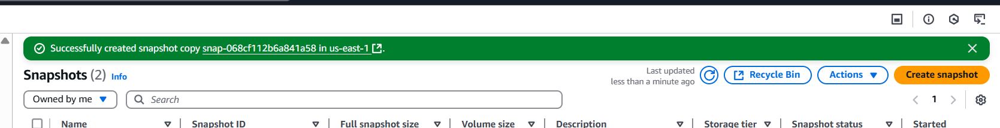 Successfully created snapshot copy snap-068cf112b6a841a58 in us-east-1.
Snapshots (2) Info
Last updated
less than a minute ago
Recycle Bin
Actions
Create snapshot
Owned by me
Search
1
Name Snapshot ID Full snapshot size Volume size Description Storage tier Snapshot status Started